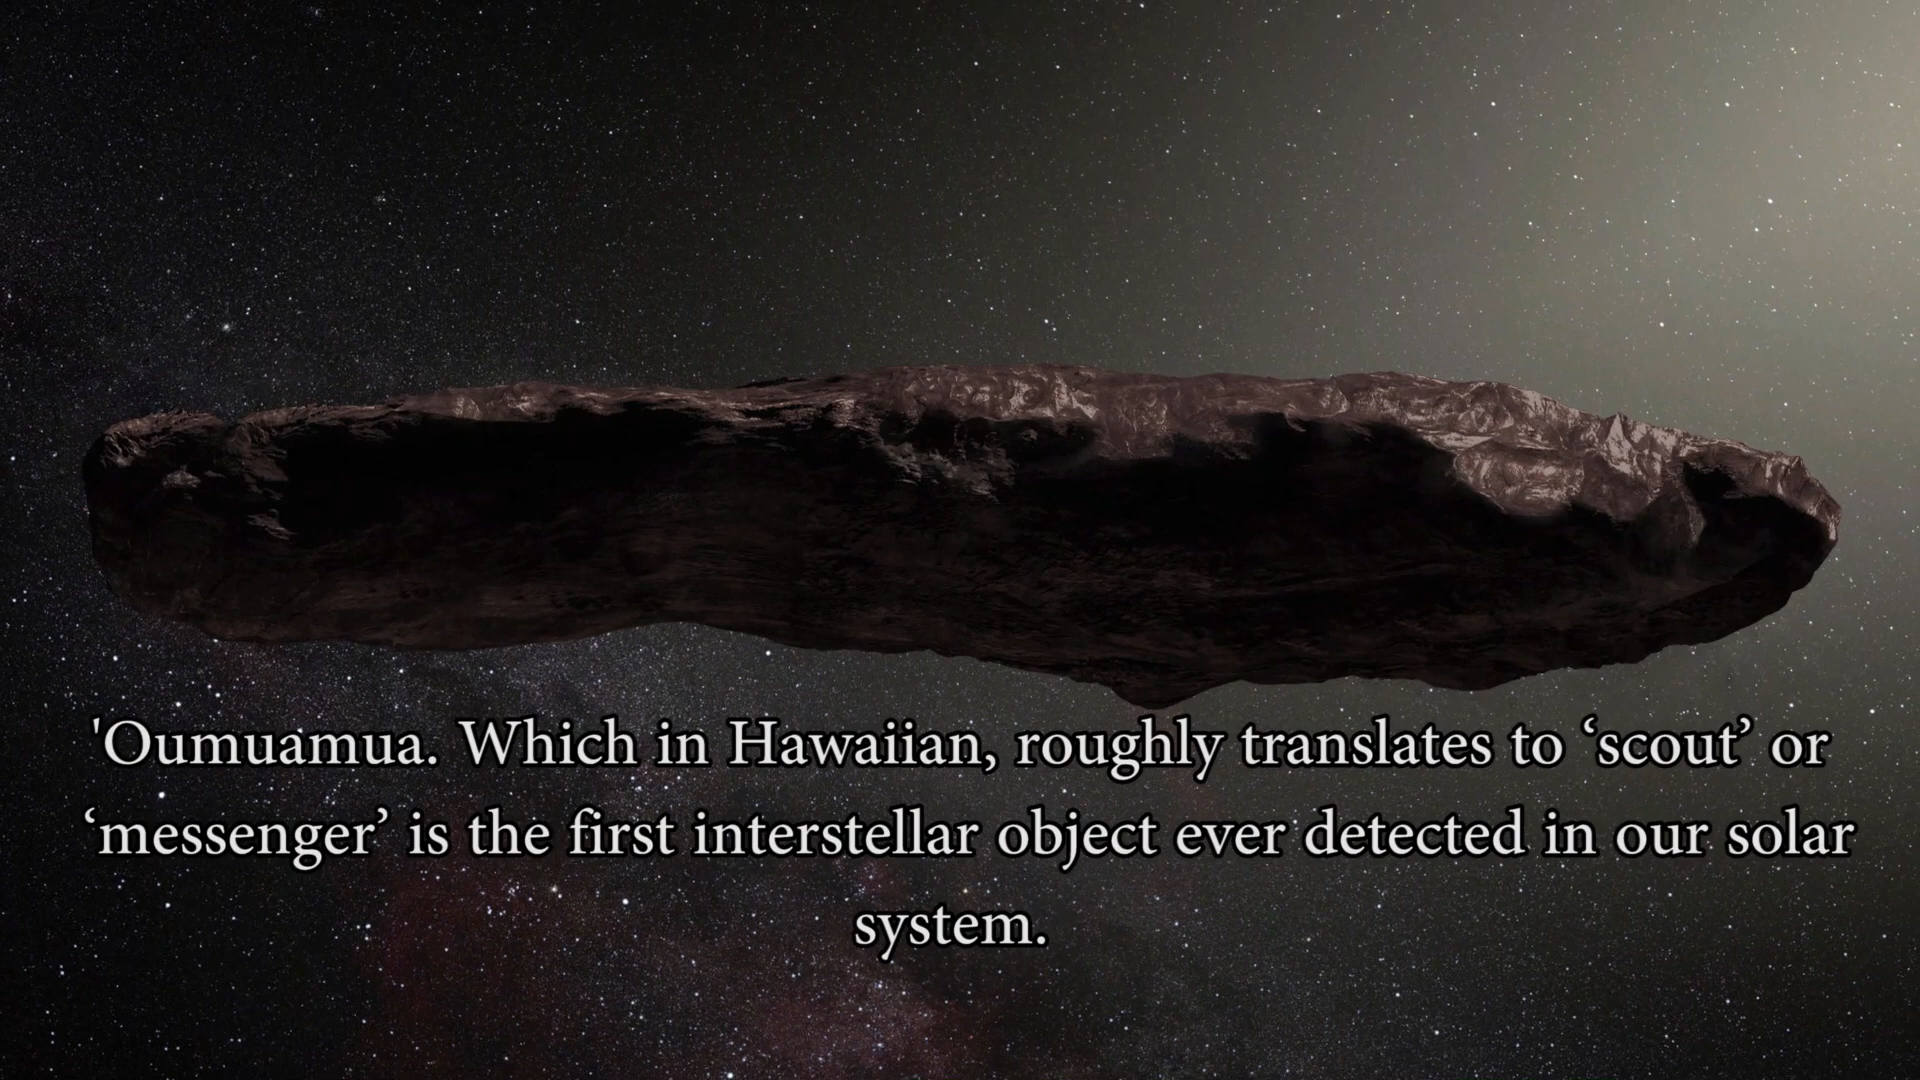 'Oumuamua. Which in Hawaiian, roughly translates to ‘scout’ or
‘messenger’ is the first interstellar object ever detected in our solar
system.